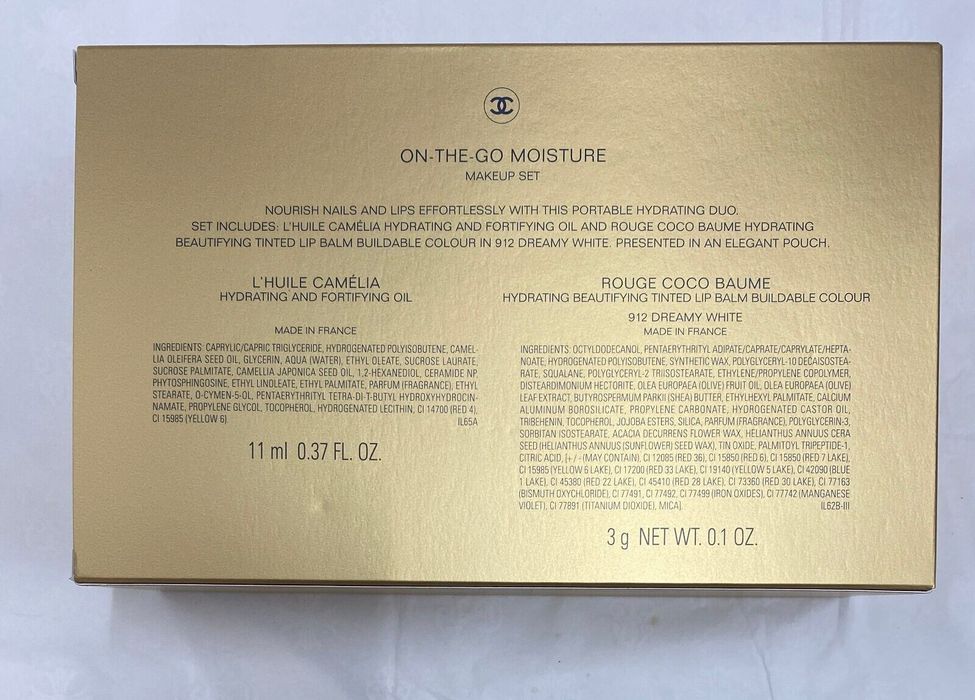 ON-THE-GO MOISTURE
MAKEUP SET
NOURISH NAILS AND LIPS EFFORTLESSLY WITH THIS PORTABLE HYDRATING DUO.
SET INCLUDES: L'HUILE CAMÉLIA HYDRATING AND FORTIFYING OIL AND ROUGE COCO BAUME HYDRATING
BEAUTIFYING TINTED LIP BALM BUILDABLE COLOUR IN 912 DREAMY WHITE. PRESENTED IN AN ELEGANT POUCH.
L'HUILE CAMÉLIA
HYDRATING AND FORTIFYING OIL
MADE IN FRANCE
INGREDIENTS: CAPRYLIC/CAPRIC TRIGLYCERIDE, HYDROGENATED POLYISOBUTENE, CAMEL-
LIA OLEIFERA SEED OIL, GLYCERIN, AQUA (WATER), ETHYL OLEATE, SUCROSE LAURATE,
SUCROSE PALMITATE, CAMELLIA JAPONICA SEED OIL, 1,2-HEXANEDIOL, CERAMIDE NP,
PHYTOSPHINGOSINE, ETHYL LINOLEATE, ETHYL PALMITATE, PARFUM (FRAGRANCE), ETHYL
STEARATE, O-CYMEN-5-OL, PENTAERYTHRITYL TETRA-DI-T-BUTYL HYDROXYHYDROCIN-
NAMATE, PROPYLENE GLYCOL, TOCOPHEROL, HYDROGENATED LECITHIN, CI 14700 (RED 4),
CI 15985 (YELLOW 6). IL65A
11 ml 0.37 FL. OZ.
ROUGE COCO BAUME
HYDRATING BEAUTIFYING TINTED LIP BALM BUILDABLE COLOUR
912 DREAMY WHITE
MADE IN FRANCE
INGREDIENTS: OCTYLDODECANOL, PENTAERYTHRITYL ADIPATE/CAPRATE/CAPRYLATE/HEPTA-
NOATE, HYDROGENATED POLYISOBUTENE, SYNTHETIC WAX, POLYGLYCERYL-10 DECAISOSTEA-
RATE, SQUALANE, POLYGLYCERYL-2 TRIISOSTEARATE, ETHYLENE/PROPYLENE COPOLYMER,
DISTEARDIMONIUM HECTORITE, OLEA EUROPAEA (OLIVE) FRUIT OIL, OLEA EUROPAEA (OLIVE)
LEAF EXTRACT, BUTYROSPERMUM PARKII (SHEA) BUTTER, ETHYLHEXYL PALMITATE, CALCIUM
ALUMINUM BOROSILICATE, PROPYLENE CARBONATE, HYDROGENATED CASTOR OIL,
TRIBEHENIN, TOCOPHEROL, JOJOBA ESTERS, SILICA, PARFUM (FRAGRANCE), POLYGLYCERIN-3,
SORBITAN ISOSTEARATE, ACACIA DECURRENS FLOWER WAX, HELIANTHUS ANNUUS CERA
SEED (HELIANTHUS ANNUUS (SUNFLOWER) SEED WAX), TIN OXIDE, PALMITOYL TRIPEPTIDE-1,
CITRIC ACID, [+ / - (MAY CONTAIN), CI 12085 (RED 36), CI 15850 (RED 6), CI 15850 (RED 7 LAKE),
CI 15985 (YELLOW 6 LAKE), CI 17200 (RED 33 LAKE), CI 19140 (YELLOW 5 LAKE), CI 42090 (BLUE
1 LAKE), CI 45380 (RED 22 LAKE), CI 45410 (RED 28 LAKE), CI 73360 (RED 30 LAKE), CI 77163
(BISMUTH OXYCHLORIDE), CI 77491, CI 77492, CI 77499 (IRON OXIDES), CI 77742 (MANGANESE
VIOLET), CI 77891 (TITANIUM DIOXIDE), MICA]. IL62B-III
3 g NET WT. 0.1 OZ.